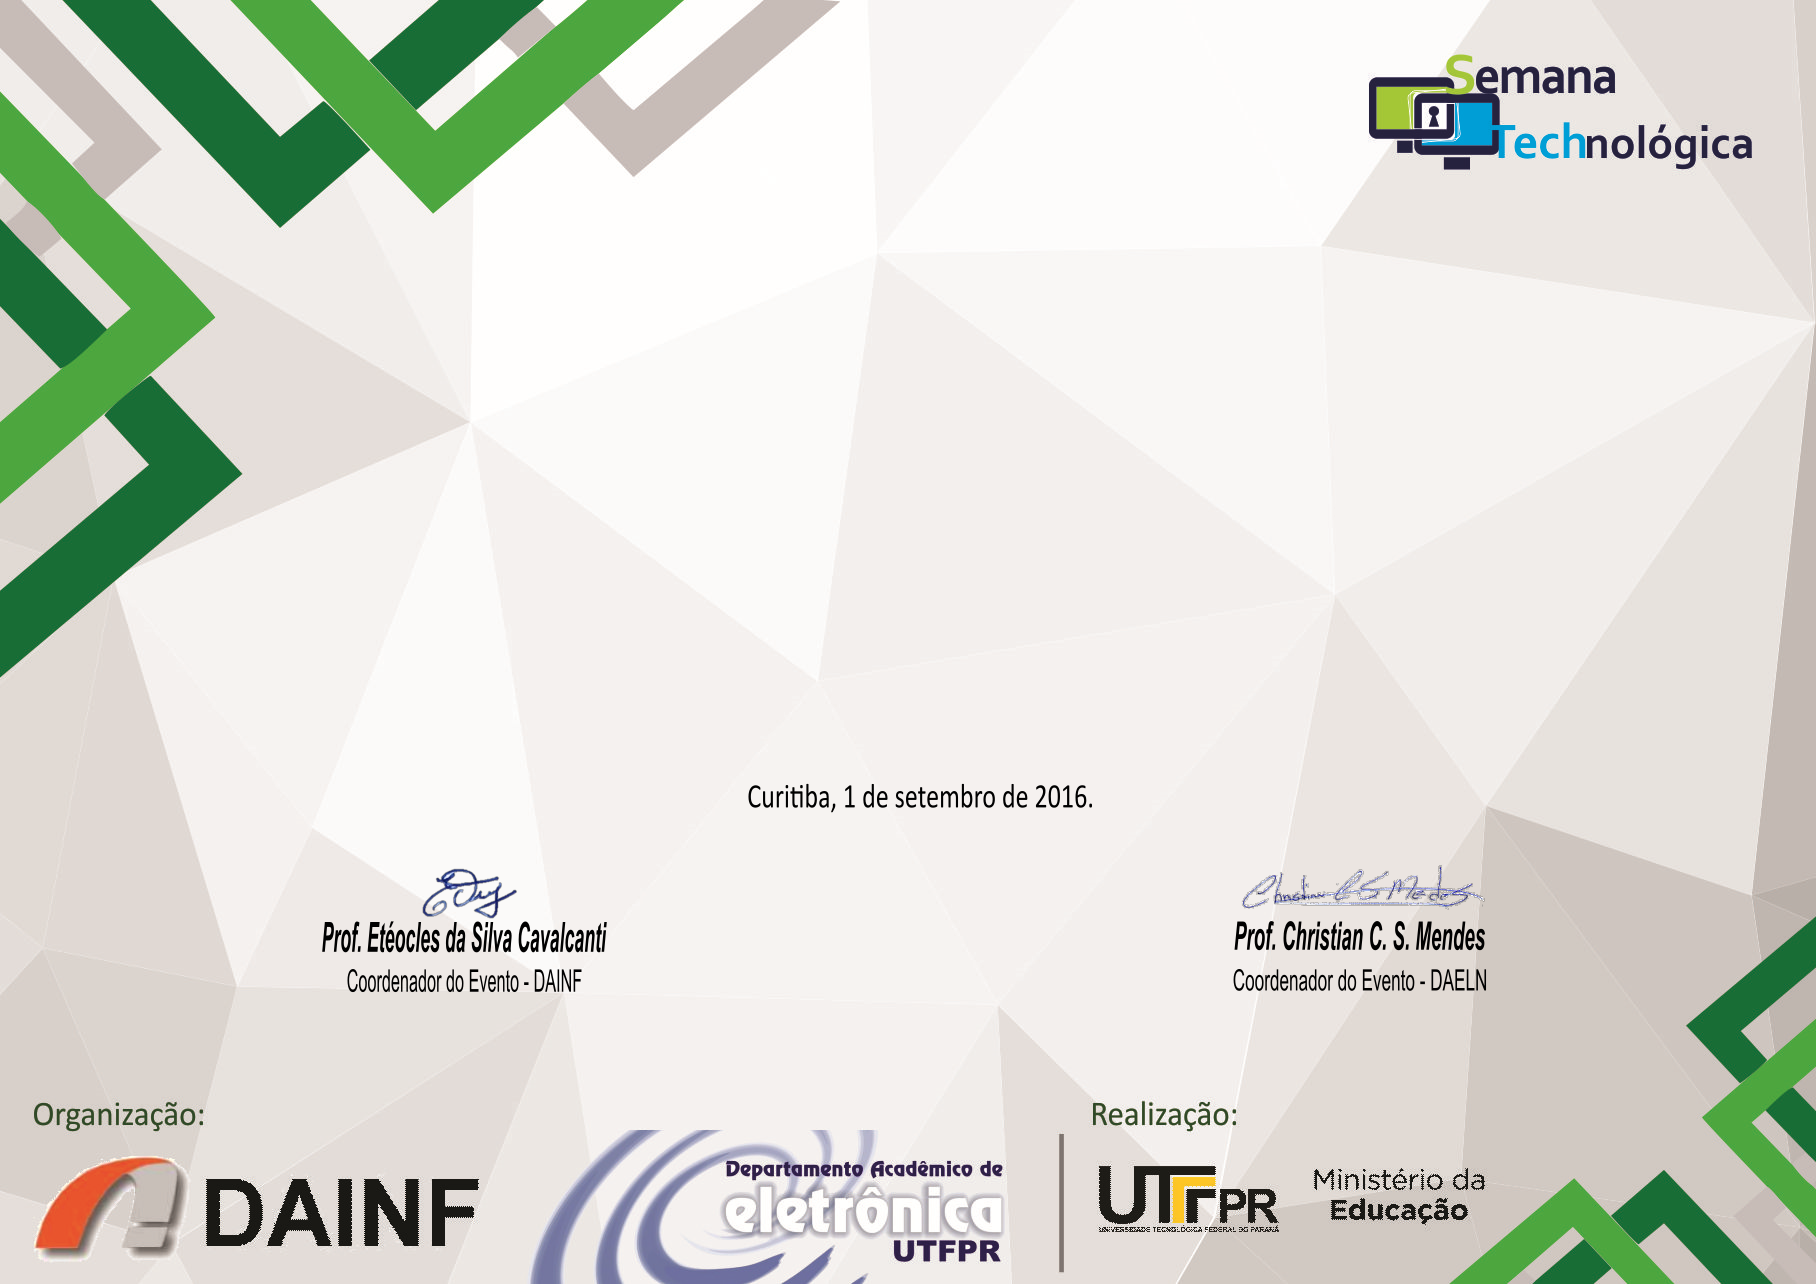 Semana
Technológica
Curitiba, 1 de setembro de 2016.
Prof. Etéocles da Silva Cavalcanti
Coordenador do Evento - DAINF
Christian C S Mendes
Prof. Christian C. S. Mendes
Coordenador do Evento - DAELN
Organização:
DAINF
Departamento Acadêmico de
eletrônica
UTFPR
Realização:
UTFPR
UNIVERSIDADE TECNOLÓGICA FEDERAL DO PARANÁ
Ministério da
Educação